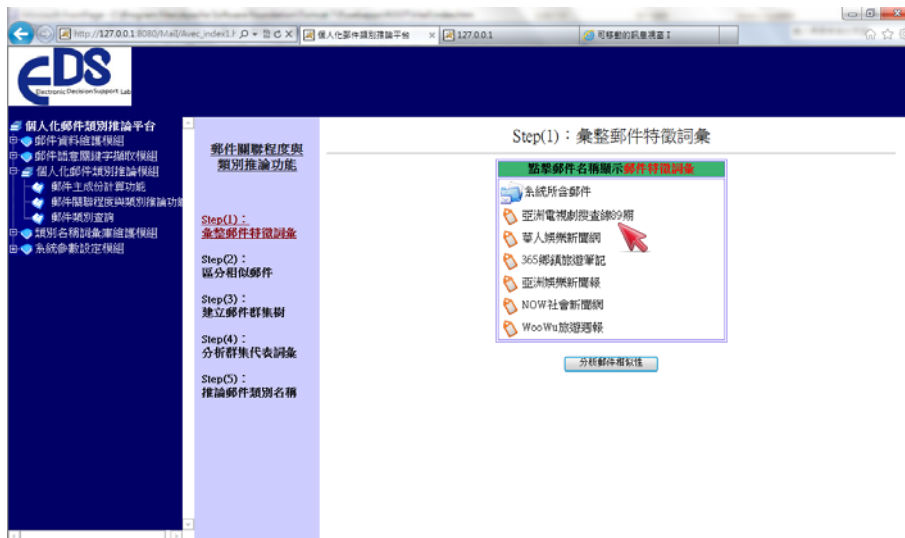 http://127.0.0.1:8080/Mail/Avec_index1.h
個人化郵件類別推論平台
127.0.0.1
可移動的訊息視窗 I
EDS
Electronic Decision Support Lab
個人化郵件類別推論平台
郵件資料維護模組
郵件語意關鍵字擷取模組
個人化郵件類別推論模組
郵件主成份計算功能
郵件關聯程度與類別推論功能
郵件類別查詢
類別名稱詞彙庫維護模組
系統參數設定模組
郵件關聯程度與
類別推論功能
Step(1)：
彙整郵件特徵詞彙
Step(2)：
區分相似郵件
Step(3)：
建立郵件群集樹
Step(4)：
分析群集代表詞彙
Step(5)：
推論郵件類別名稱
Step(1)：彙整郵件特徵詞彙
點擊郵件名稱顯示郵件特徵詞彙
系統所含郵件
亞洲電視劇搜查線89期
華人娛樂新聞網
365鄉鎮旅遊筆記
亞洲娛樂新聞報
NOW社會新聞網
WooWu旅遊週報
分析郵件相似性